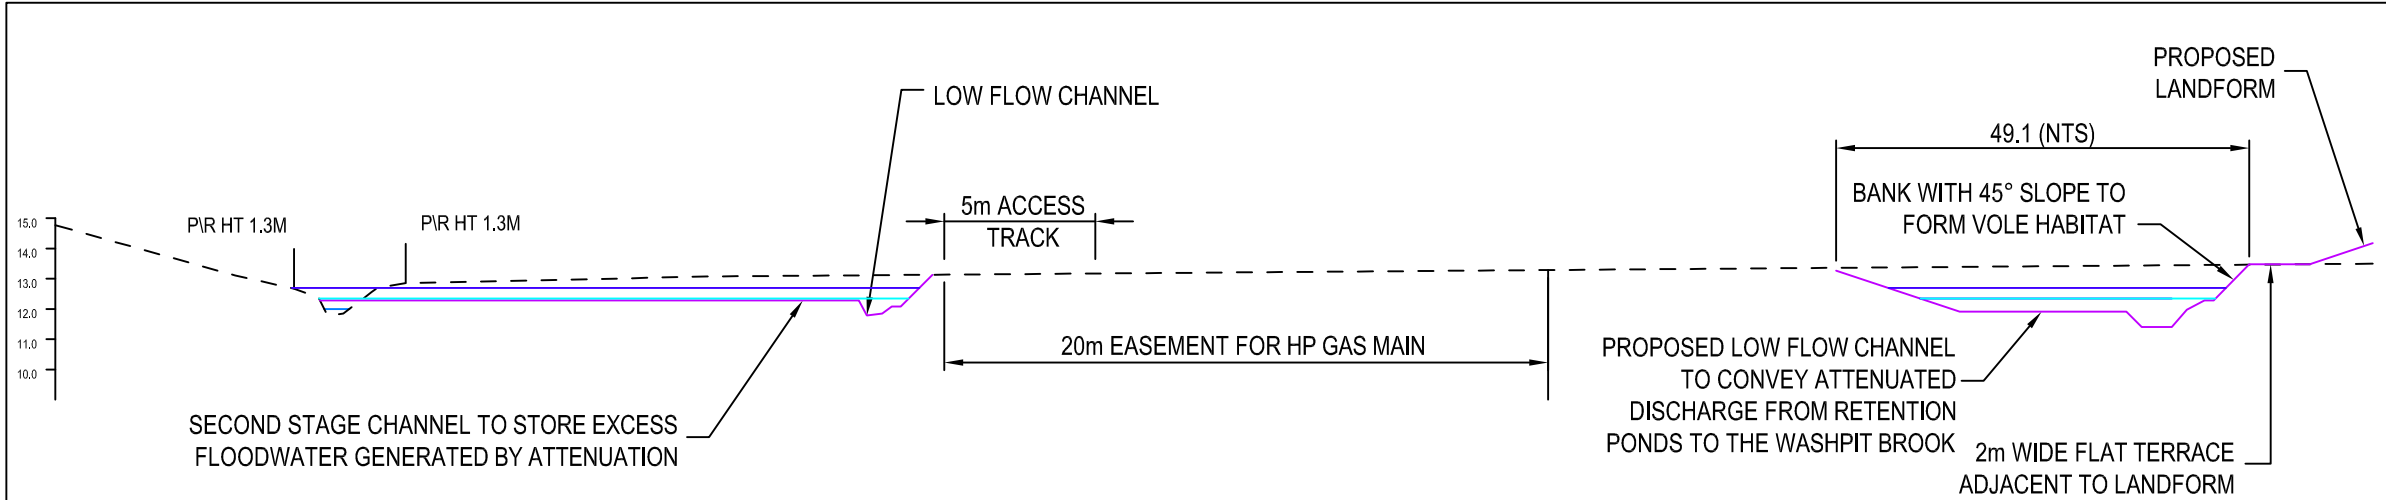 PROPOSED
LANDFORM
LOW FLOW CHANNEL
49.1 (NTS)
BANK WITH 45° SLOPE TO
FORM VOLE HABITAT
5m ACCESS
TRACK
P\R HT 1.3M
P\R HT 1.3M
15.0
14.0
13.0
12.0
11.0
10.0
20m EASEMENT FOR HP GAS MAIN
PROPOSED LOW FLOW CHANNEL
TO CONVEY ATTENUATED
DISCHARGE FROM RETENTION
PONDS TO THE WASHPIT BROOK
SECOND STAGE CHANNEL TO STORE EXCESS
FLOODWATER GENERATED BY ATTENUATION
2m WIDE FLAT TERRACE
ADJACENT TO LANDFORM